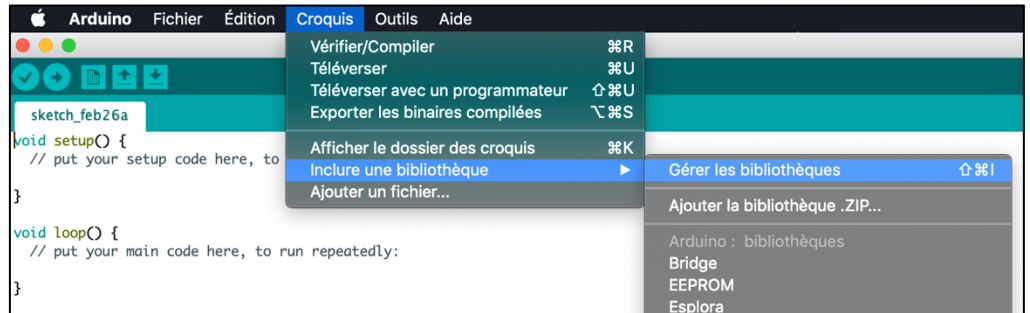 Arduino Fichier Édition Croquis Outils Aide
Vérifier/Compiler ⌘R
Téléverser ⌘U
Téléverser avec un programmateur ⇧⌘U
Exporter les binaires compilées ⌥⌘S
Afficher le dossier des croquis ⌘K
Inclure une bibliothèque ▶
Ajouter un fichier...
Gérer les bibliothèques ⇧⌘I
Ajouter la bibliothèque .ZIP...
Arduino : bibliothèques
Bridge
EEPROM
Esplora
sketch_feb26a
void setup() {
// put your setup code here, to
}
void loop() {
// put your main code here, to run repeatedly:
}